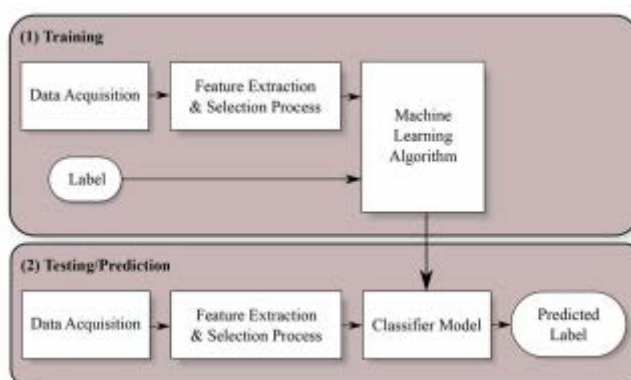 (1) Training
Data Acquisition
Feature Extraction
& Selection Process
Machine
Learning
Algorithm
Label
(2) Testing/Prediction
Data Acquisition
Feature Extraction
& Selection Process
Classifier Model
Predicted
Label